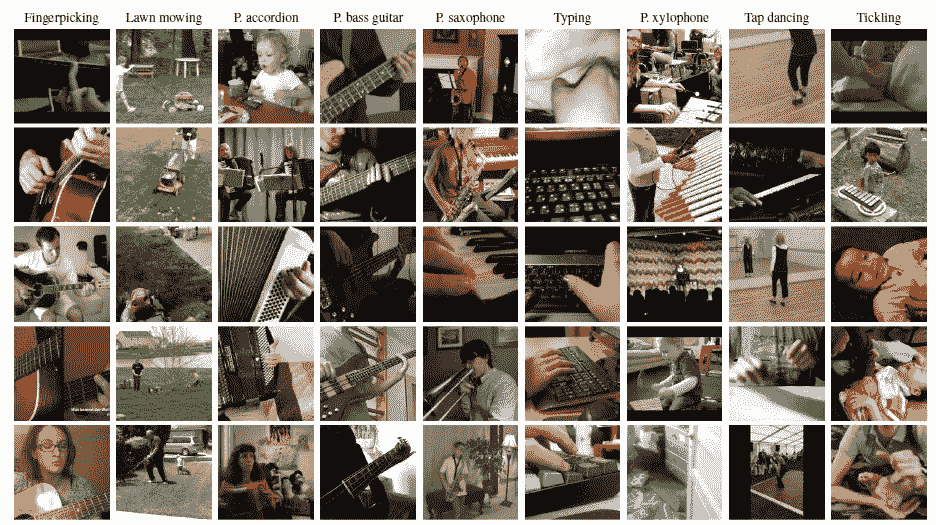 Fingerpicking Lawn mowing P. accordion P. bass guitar P. saxophone Typing P. xylophone Tap dancing Tickling